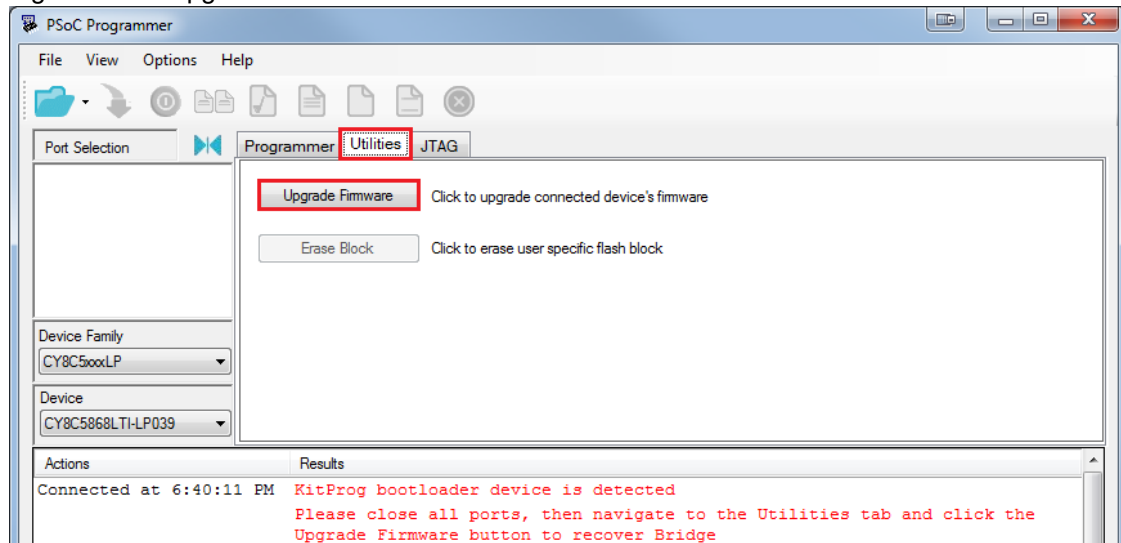 PSoC Programmer
File View Options Help
Port Selection
Programmer Utilities JTAG
Upgrade Firmware Click to upgrade connected device's firmware
Erase Block Click to erase user specific flash block
Device Family
CY8C5xxxLP
Device
CY8C5868LTI-LP039
Actions Results
Connected at 6:40:11 PM KitProg bootloader device is detected
Please close all ports, then navigate to the Utilities tab and click the
Upgrade Firmware button to recover Bridge